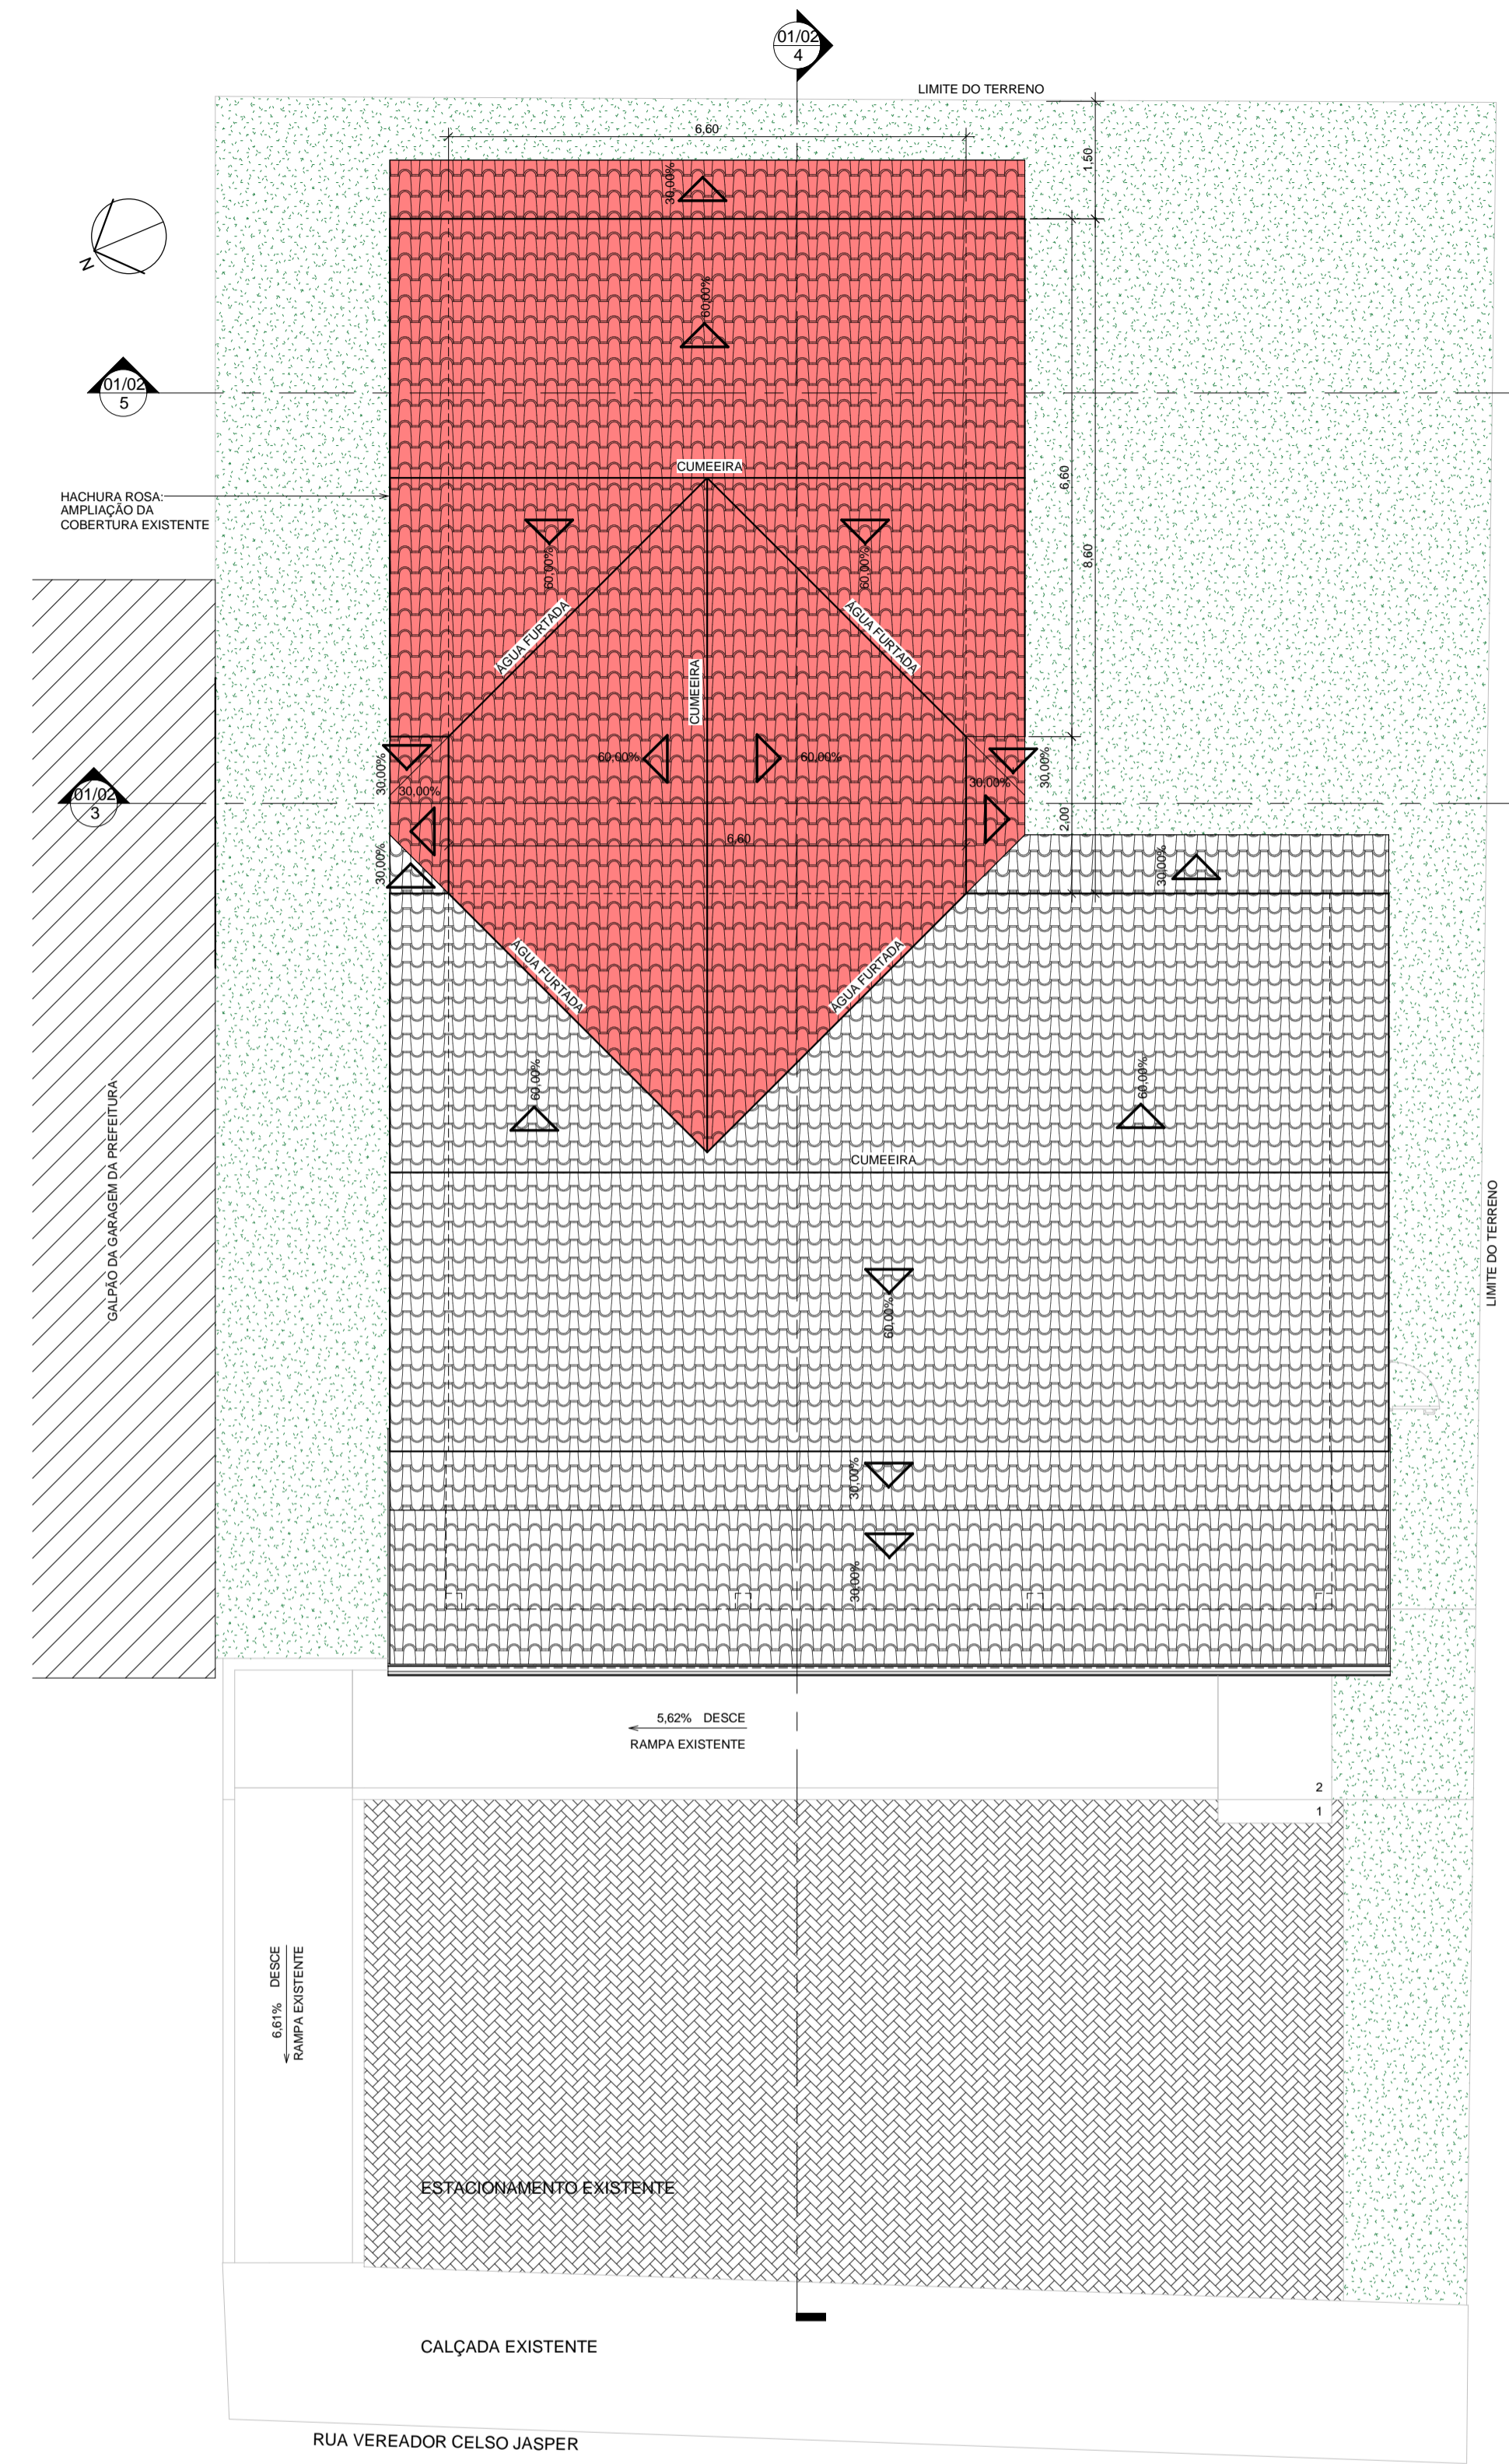 01/02
4
LIMITE DO TERRENO
6,60
1,50
30,00%
N
60,00%
01/02
5
CUMEEIRA
6,60
HACHURA ROSA:
AMPLIAÇÃO DA
COBERTURA EXISTENTE
60,00%
60,00%
8,60
ÁGUA FURTADA
ÁGUA FURTADA
CUMEEIRA
60,00%
60,00%
30,00%
30,00%
30,00%
30,00%
01/02
3
2,00
6,60
30,00%
30,00%
ÁGUA FURTADA
ÁGUA FURTADA
60,00%
60,00%
GALPÃO DA GARAGEM DA PREFEITURA
CUMEEIRA
LIMITE DO TERRENO
60,00%
30,00%
30,00%
5,62% DESCE
RAMPA EXISTENTE
2
1
6,61% DESCE
RAMPA EXISTENTE
ESTACIONAMENTO EXISTENTE
CALÇADA EXISTENTE
RUA VEREADOR CELSO JASPER